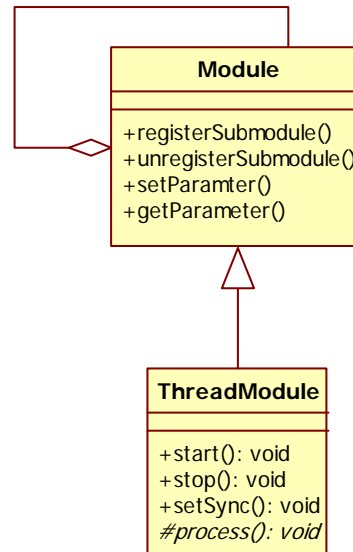 Module
+registerSubmodule()
+unregisterSubmodule()
+setParamter()
+getParameter()
ThreadModule
+start(): void
+stop(): void
+setSync(): void
#process(): void